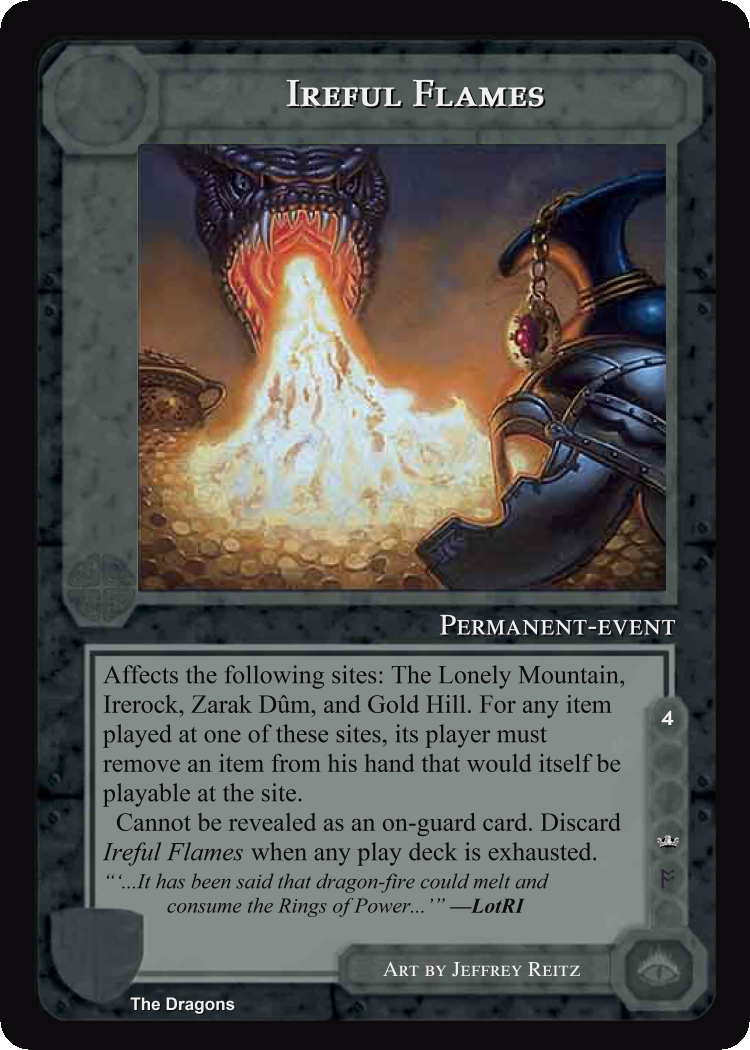 Ireful Flames
Permanent-event
Affects the following sites: The Lonely Mountain,
Irerock, Zarak Dûm, and Gold Hill. For any item
played at one of these sites, its player must
remove an item from his hand that would itself be
playable at the site.
Cannot be revealed as an on-guard card. Discard
Ireful Flames when any play deck is exhausted.
“‘...It has been said that dragon-fire could melt and
consume the Rings of Power...’” —LotRI
4
Art by Jeffrey Reitz
The Dragons